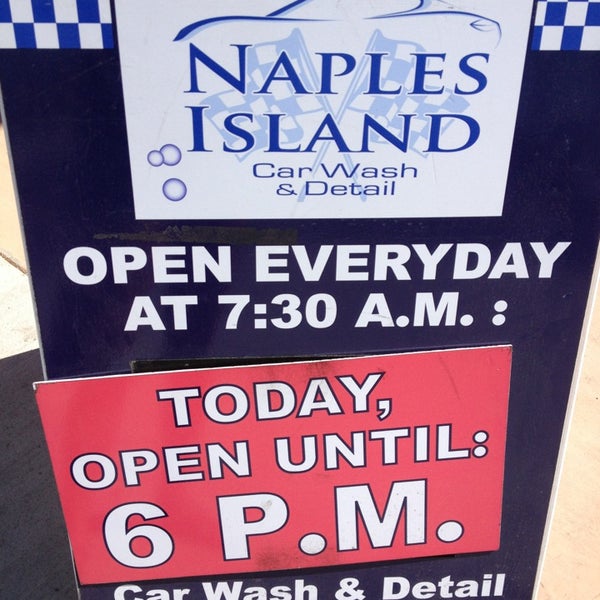 NAPLES
ISLAND
Car Wash
& Detail
OPEN EVERYDAY
AT 7:30 A.M. :
TODAY,
OPEN UNTIL:
6 P.M.
Car Wash & Detail